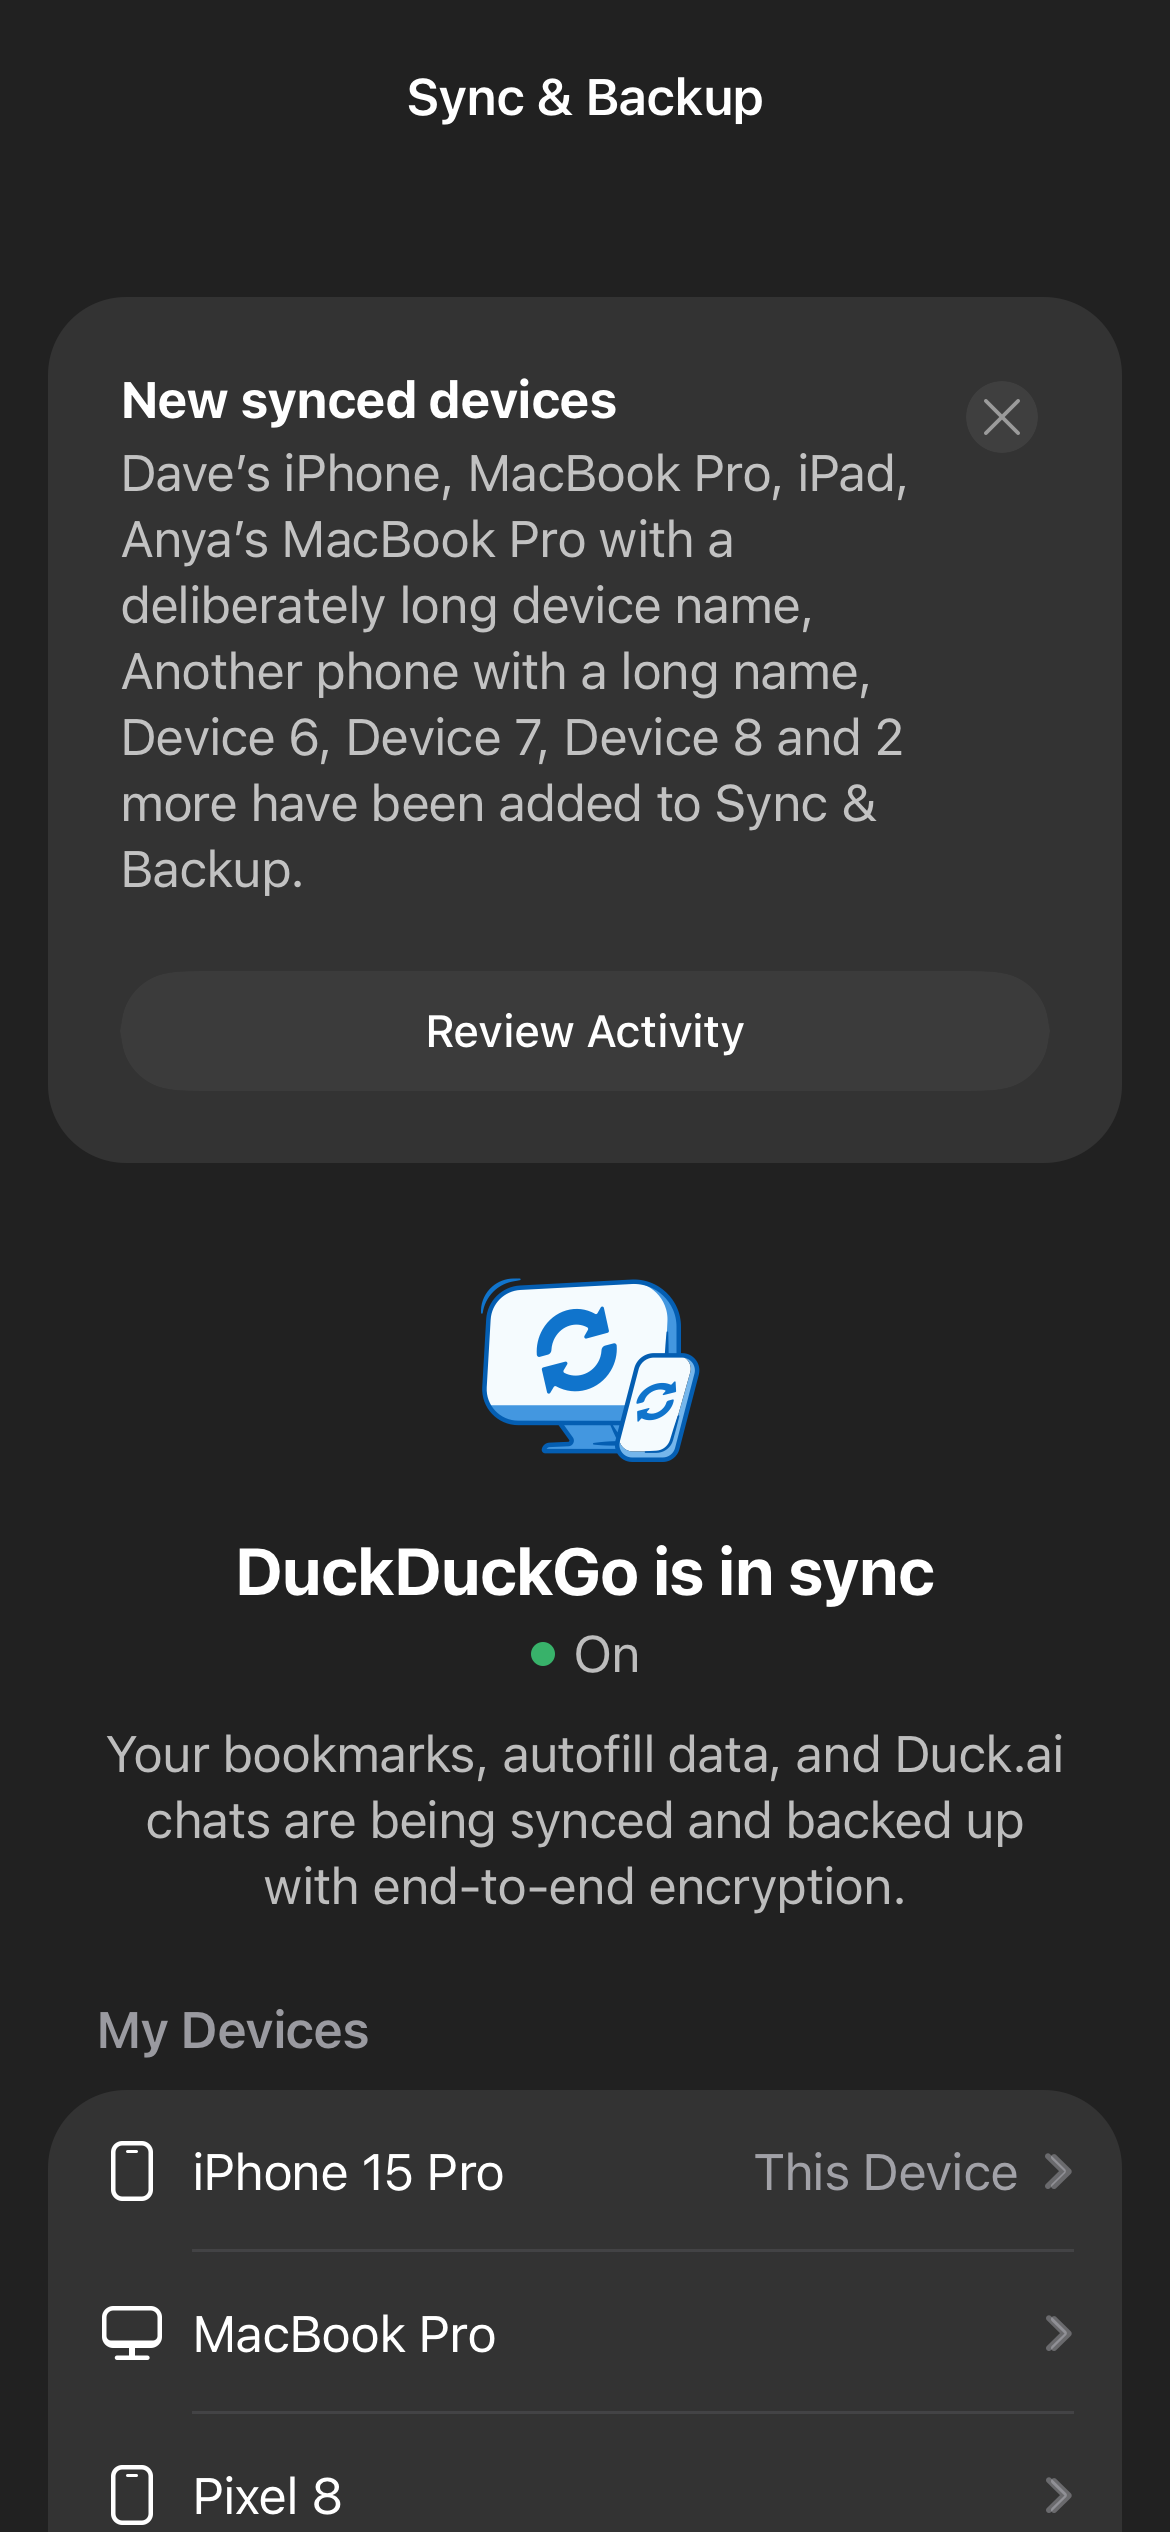 Sync & Backup
New synced devices
Dave’s iPhone, MacBook Pro, iPad,
Anya’s MacBook Pro with a
deliberately long device name,
Another phone with a long name,
Device 6, Device 7, Device 8 and 2
more have been added to Sync &
Backup.
Review Activity
DuckDuckGo is in sync
On
Your bookmarks, autofill data, and Duck.ai
chats are being synced and backed up
with end-to-end encryption.
My Devices
iPhone 15 Pro This Device
MacBook Pro
Pixel 8